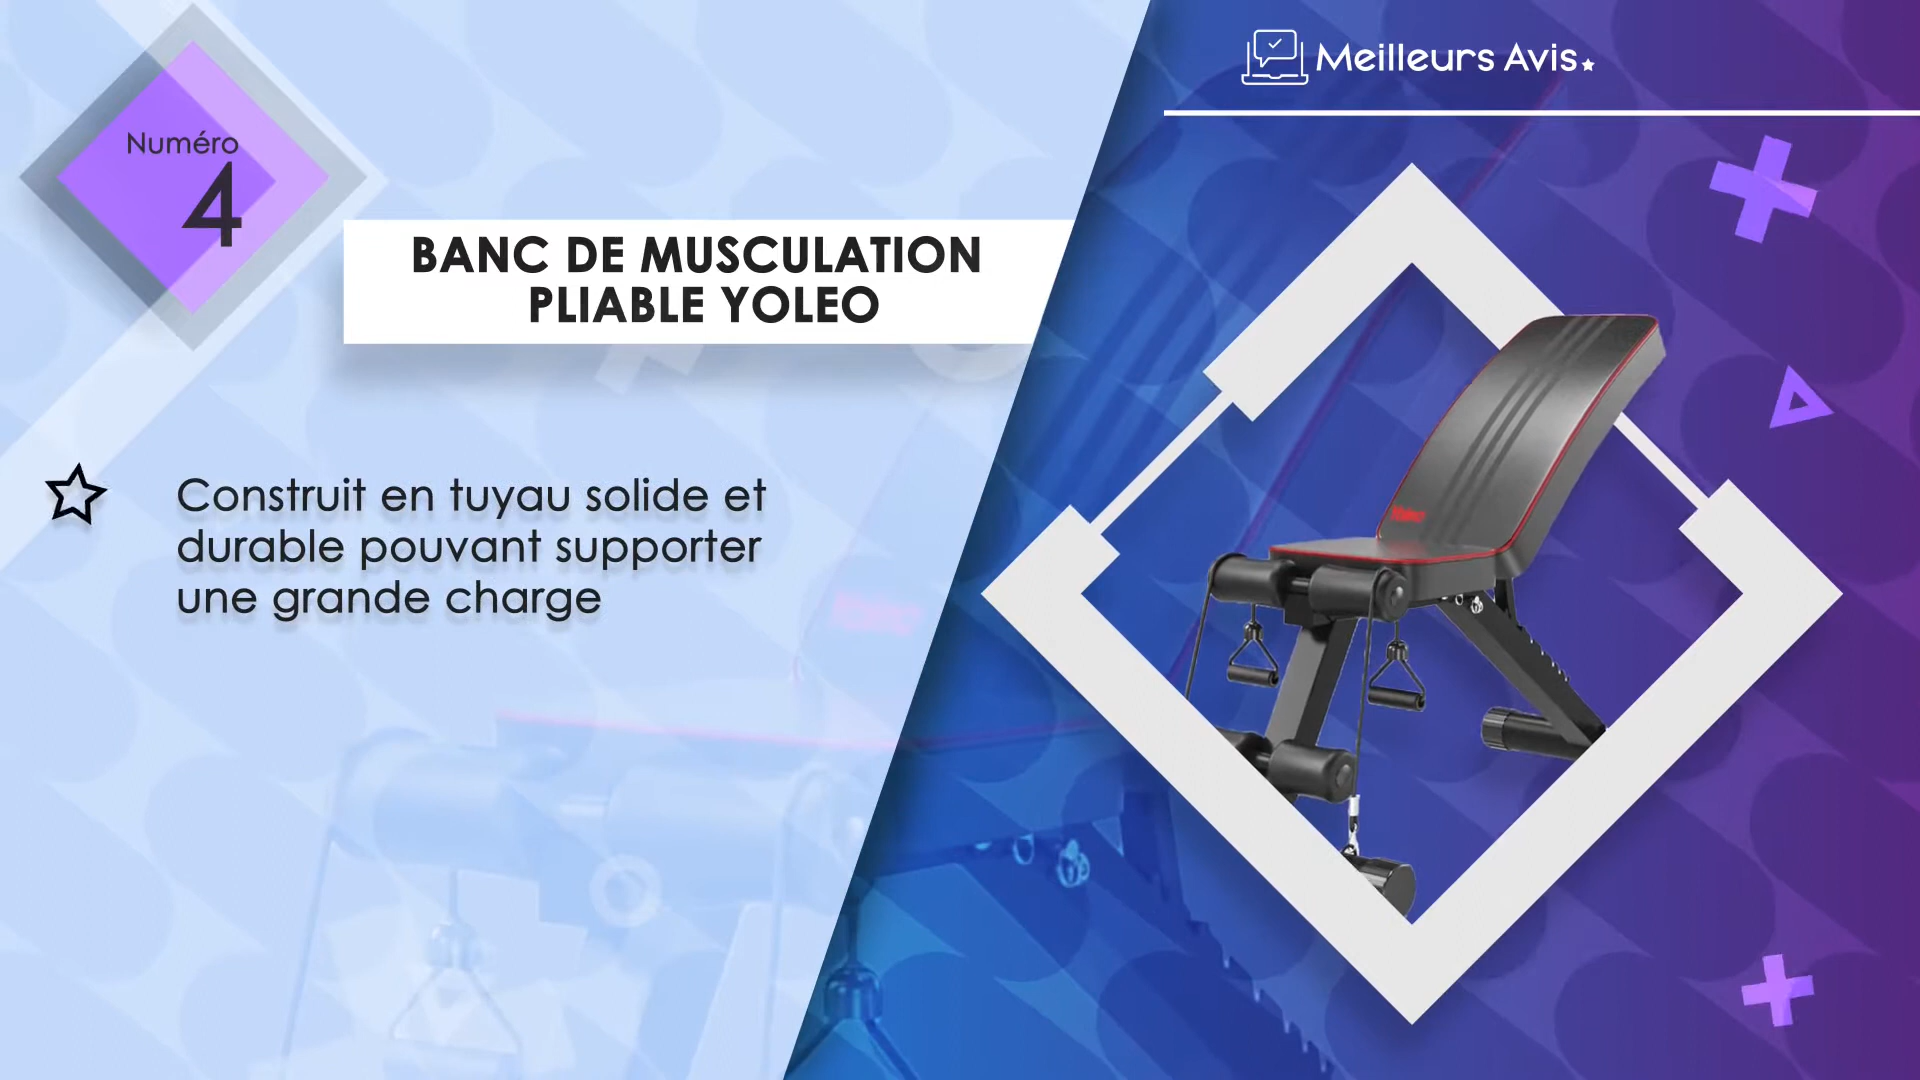 Meilleurs Avis
Numéro
4
BANC DE MUSCULATION
PLIABLE YOLEO
Construit en tuyau solide et
durable pouvant supporter
une grande charge